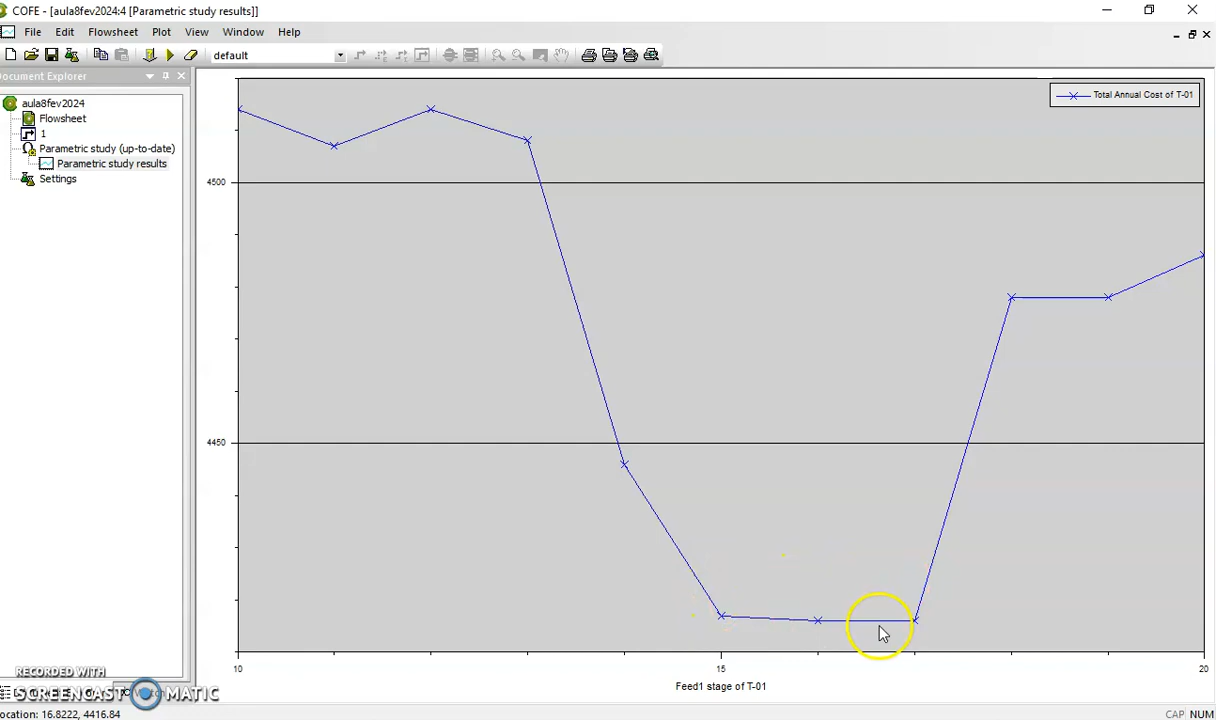 COFE - [aula8fev2024:4 [Parametric study results]]
File Edit Flowsheet Plot View Window Help
default
Document Explorer
aula8fev2024
Flowsheet
1
Parametric study (up-to-date)
Parametric study results
Settings
Total Annual Cost of T-01
4500
4450
10 15 20
Feed1 stage of T-01
RECORDED WITH
SCREENCAST MATIC
ocation: 16.8222, 4416.84
CAP NUM